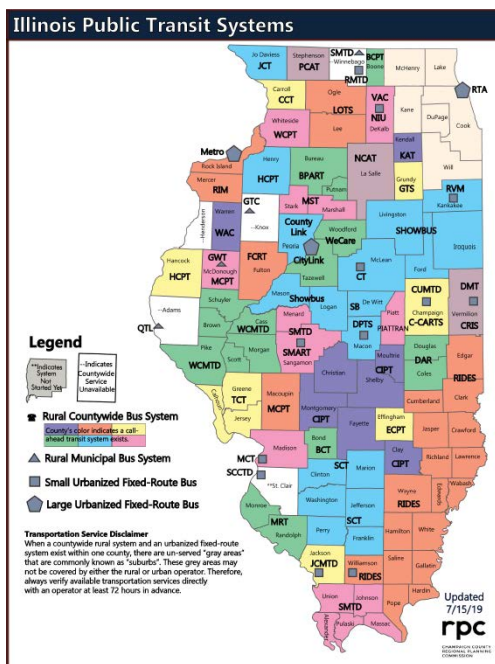 Illinois Public Transit Systems
Jo Daviess
JCT
Stephenson
PCAT
SMTD
Winnebago
RMTD
BCPT
Boone
McHenry
Lake
Carroll
CCT
Ogle
LOTS
VAC
NIU
DeKalb
Kane
Cook
RTA
DuPage
Whiteside
WCPT
Lee
Kendall
KAT
Will
Metro
Rock Island
Henry
HCPT
Bureau
BPART
NCAT
La Salle
Grundy
GTS
RVM
Kankakee
Mercer
RIM
Putnam
GTC
--Knox
Stark
MST
Marshall
Livingston
SHOWBUS
Iroquois
--Henderson
Warren
WAC
County
Link
Peoria
Woodford
WeCare
Hancock
HCPT
GWT
McDonough
MCPT
FCRT
Fulton
CityLink
Tazewell
McLean
CT
Ford
Mason
Showbus
Logan
SB
De Witt
CUMTD
Champaign
C-CARTS
DMT
Vermilion
CRIS
--Adams
QTL
Schuyler
Brown
Cass
WCMTD
Menard
SMTD
SMART
Sangamon
DPTS
Macon
Piatt
PIATTRAN
Pike
WCMTD
Scott
Morgan
Christian
Moultrie
CIPT
Shelby
Douglas
DAR
Coles
Edgar
RIDES
Calhoun
Greene
TCT
Jersey
Macoupin
MCPT
Montgomery
CIPT
Cumberland
Clark
Fayette
Effingham
ECPT
Jasper
Crawford
MCT
Madison
Bond
BCT
Clay
CIPT
Richland
Lawrence
SCCTD
**St. Clair
Clinton
SCT
Marion
Wayne
RIDES
Edwards
Wabash
Monroe
MRT
Randolph
Washington
Jefferson
SCT
Perry
Franklin
Hamilton
White
Jackson
JCMTD
Williamson
RIDES
Saline
Gallatin
Union
Johnson
SMTD
Pope
Hardin
Alexander
Pulaski
Massac
Legend
**Indicates
System
Not
Started Yet
--Indicates
Countywide
Service
Unavailable
Rural Countywide Bus System
County's color indicates a call-
ahead transit system exists.
Rural Municipal Bus System
Small Urbanized Fixed-Route Bus
Large Urbanized Fixed-Route Bus
Transportation Service Disclaimer
When a countywide rural system and an urbanized fixed-route
system exist within one county, there are un-served "gray areas"
that are commonly known as "suburbs". These grey areas may
not be covered by either the rural or urban operator. Therefore,
always verify available transportation services directly
with an operator at least 72 hours in advance.
Updated
7/15/19
rpc
CHAMPAIGN COUNTY
REGIONAL PLANNING
COMMISSION